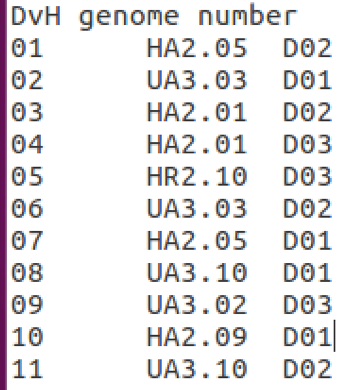 DvH genome number
01 HA2.05 D02
02 UA3.03 D01
03 HA2.01 D02
04 HA2.01 D03
05 HR2.10 D03
06 UA3.03 D02
07 HA2.05 D01
08 UA3.10 D01
09 UA3.02 D03
10 HA2.09 D01
11 UA3.10 D02